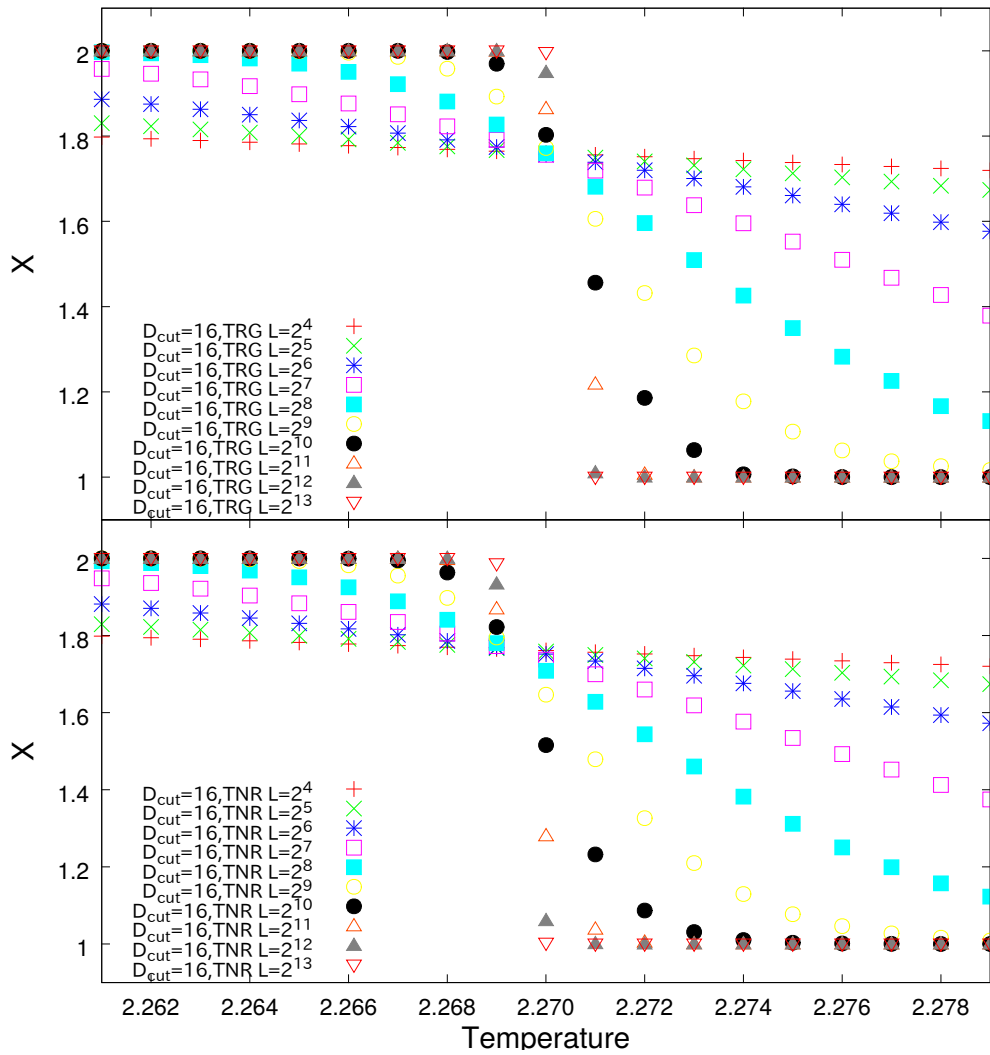 2
1.8
1.6
1.4
1.2
1
X
D_cut=16,TRG L=2^4
D_cut=16,TRG L=2^5
D_cut=16,TRG L=2^6
D_cut=16,TRG L=2^7
D_cut=16,TRG L=2^8
D_cut=16,TRG L=2^9
D_cut=16,TRG L=2^10
D_cut=16,TRG L=2^11
D_cut=16,TRG L=2^12
D_cut=16,TRG L=2^13
2
1.8
1.6
1.4
1.2
1
X
D_cut=16,TNR L=2^4
D_cut=16,TNR L=2^5
D_cut=16,TNR L=2^6
D_cut=16,TNR L=2^7
D_cut=16,TNR L=2^8
D_cut=16,TNR L=2^9
D_cut=16,TNR L=2^10
D_cut=16,TNR L=2^11
D_cut=16,TNR L=2^12
D_cut=16,TNR L=2^13
2.262 2.264 2.266 2.268 2.270 2.272 2.274 2.276 2.278
Temperature